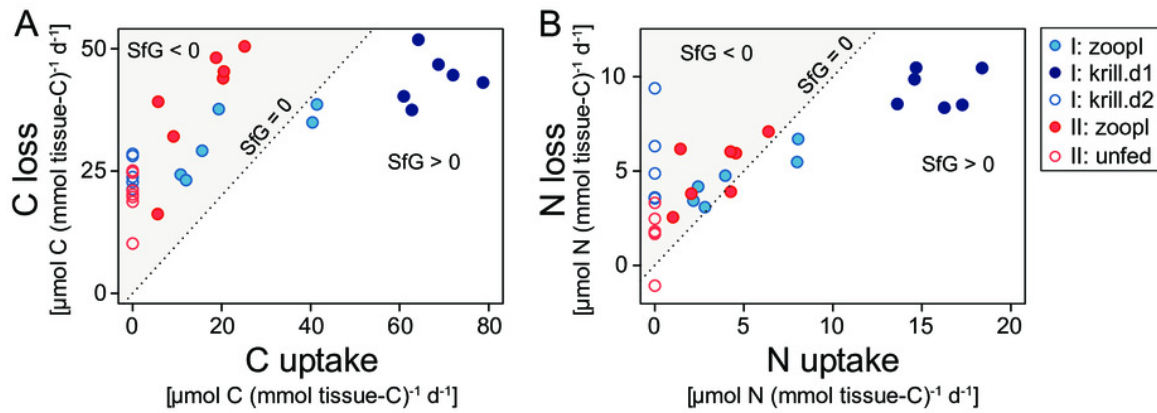 A
B
C loss
[µmol C (mmol tissue-C)⁻¹ d⁻¹]
50
25
0
SfG < 0
SfG = 0
SfG > 0
0 20 40 60 80
C uptake
[µmol C (mmol tissue-C)⁻¹ d⁻¹]
N loss
[µmol N (mmol tissue-C)⁻¹ d⁻¹]
10
5
0
SfG < 0
SfG = 0
SfG > 0
0 5 10 15 20
N uptake
[µmol N (mmol tissue-C)⁻¹ d⁻¹]
I: zoopl
I: krill.d1
I: krill.d2
II: zoopl
II: unfed